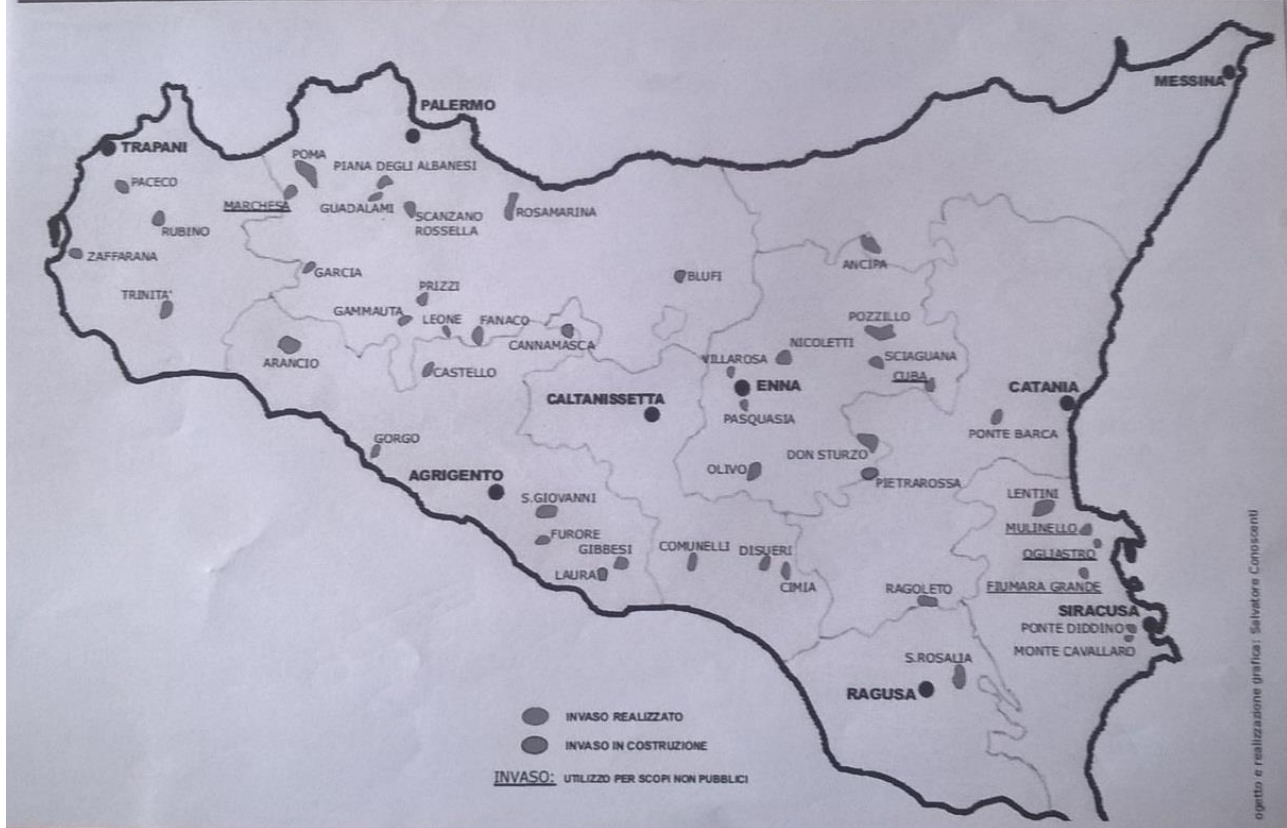 MESSINA
PALERMO
TRAPANI
POMA
PIANA DEGLI ALBANESI
PACECO
MARCHESA
GUADALAMI
SCANZANO
ROSSELLA
ROSAMARINA
RUBINO
ZAFFARANA
ANCIPA
GARCIA
BLUFI
PRIZZI
TRINITA'
GAMMAUTA
LEONE
FANACO
POZZILLO
CANNAMASCA
NICOLETTI
ARANCIO
CASTELLO
VILLAROSA
SCIAGUANA
CUBA
ENNA
CATANIA
CALTANISSETTA
PASQUASIA
PONTE BARCA
GORGO
DON STURZO
OLIVO
AGRIGENTO
PIETRAROSSA
S.GIOVANNI
LENTINI
MULINELLO
FURORE
GIBBESI
COMUNELLI
DISUERI
OGLIASTRO
LAURA
CIMIA
RAGOLETO
FIUMARA GRANDE
SIRACUSA
PONTE DIDDINO
MONTE CAVALLARO
S.ROSALIA
RAGUSA
INVASO REALIZZATO
INVASO IN COSTRUZIONE
INVASO: UTILIZZO PER SCOPI NON PUBBLICI
ogetto e realizzazione grafica: Salvatore Conoscenti